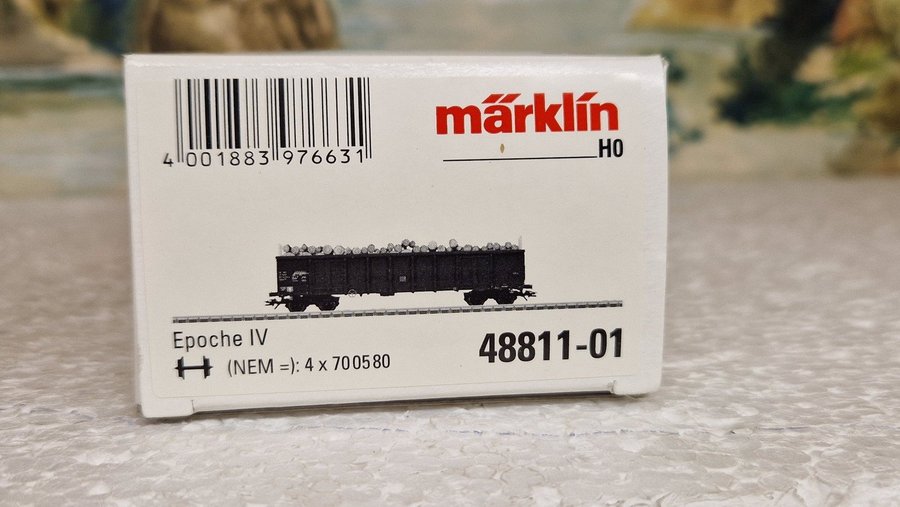 4 001883 976631
märklin
H0
Epoche IV
48811-01
(NEM =): 4 x 700580